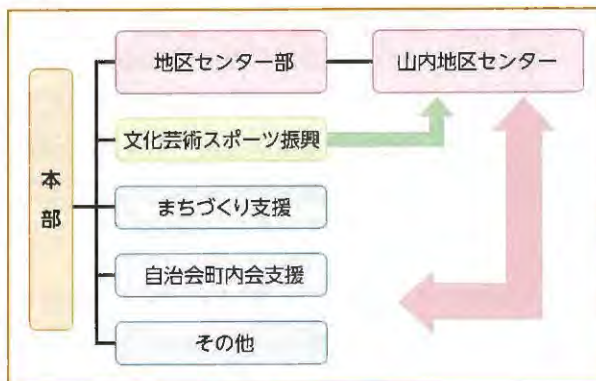 本部
地区センター部
山内地区センター
文化芸術スポーツ振興
まちづくり支援
自治会町内会支援
その他